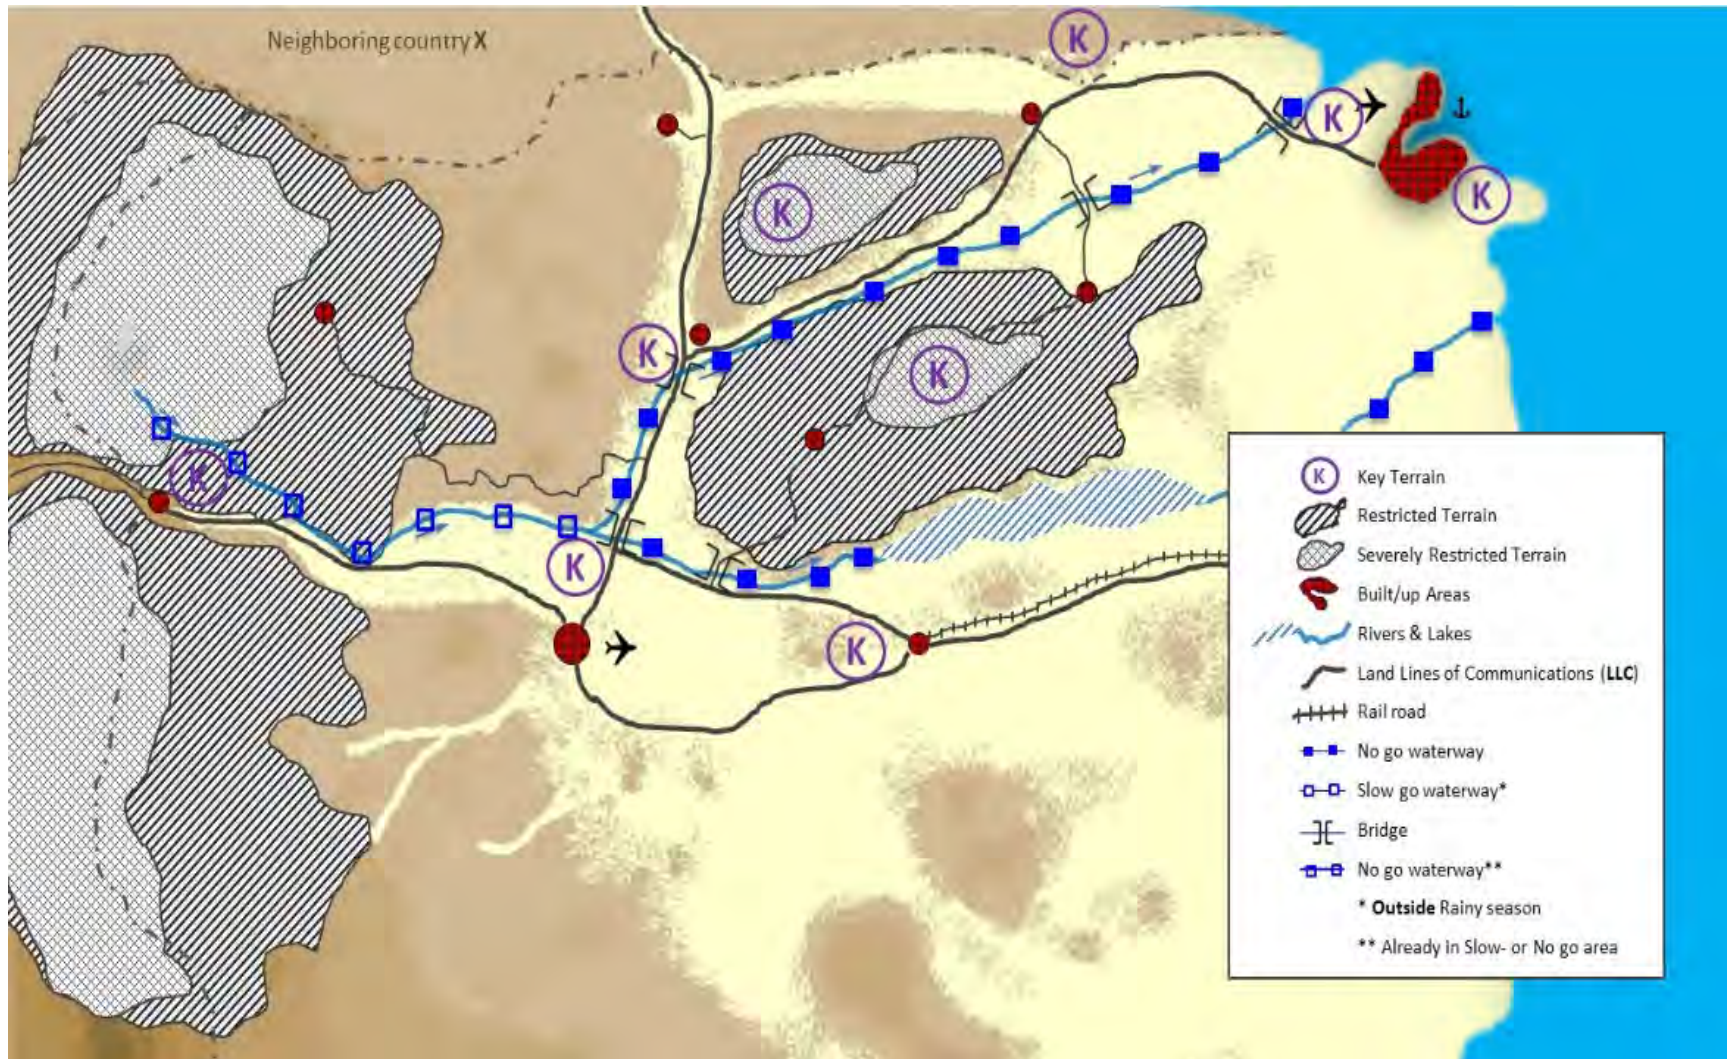 Neighboring country X
K
K
K
K
K
K
K
K
K
K
Key Terrain
Restricted Terrain
Severely Restricted Terrain
Built/up Areas
Rivers & Lakes
Land Lines of Communications (LLC)
Rail road
No go waterway
Slow go waterway*
Bridge
No go waterway**
* Outside Rainy season
** Already in Slow- or No go area